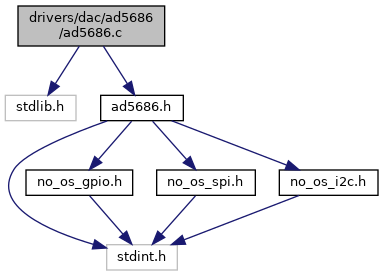 drivers/dac/ad5686
/ad5686.c
stdlib.h
ad5686.h
no_os_gpio.h
no_os_spi.h
no_os_i2c.h
stdint.h